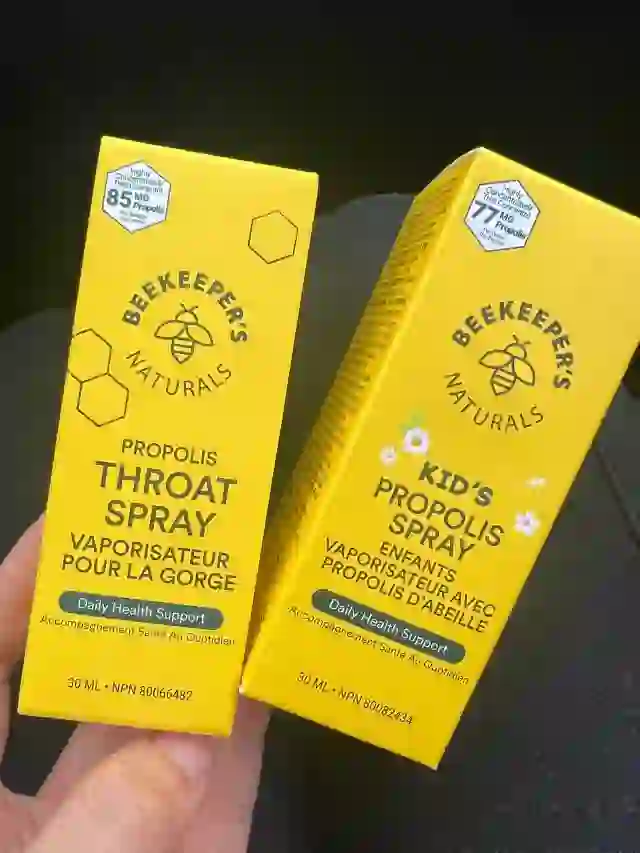 85 MG
Propolis
BEEKEEPER'S
NATURALS
PROPOLIS
THROAT
SPRAY
VAPORISATEUR
POUR LA GORGE
Daily Health Support
Accompagnement Santé Au Quotidien
30 ML • NPN 80066482
Highly
77 MG
Propolis
BEEKEEPER'S
NATURALS
KID'S
PROPOLIS
SPRAY
ENFANTS
VAPORISATEUR AVEC
PROPOLIS D'ABEILLE
Daily Health Support
Accompagnement Santé Au Quotidien
30 ML • NPN 80082434